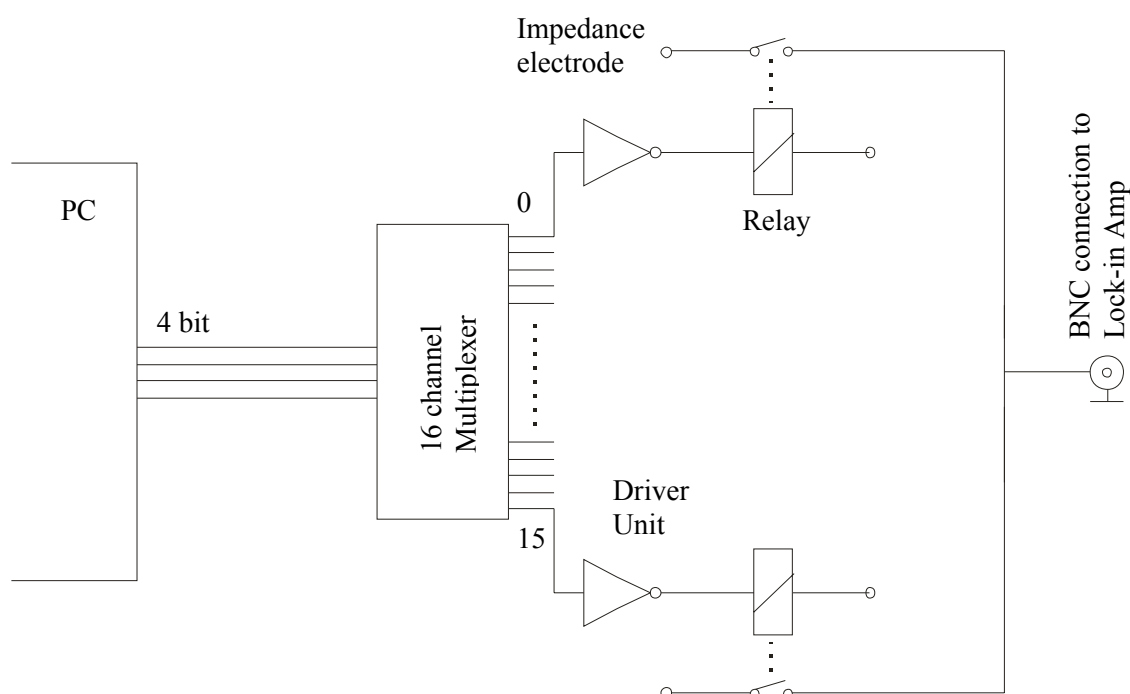 Impedance
electrode
PC
0
Relay
BNC connection to
Lock-in Amp
4 bit
16 channel
Multiplexer
Driver
Unit
15